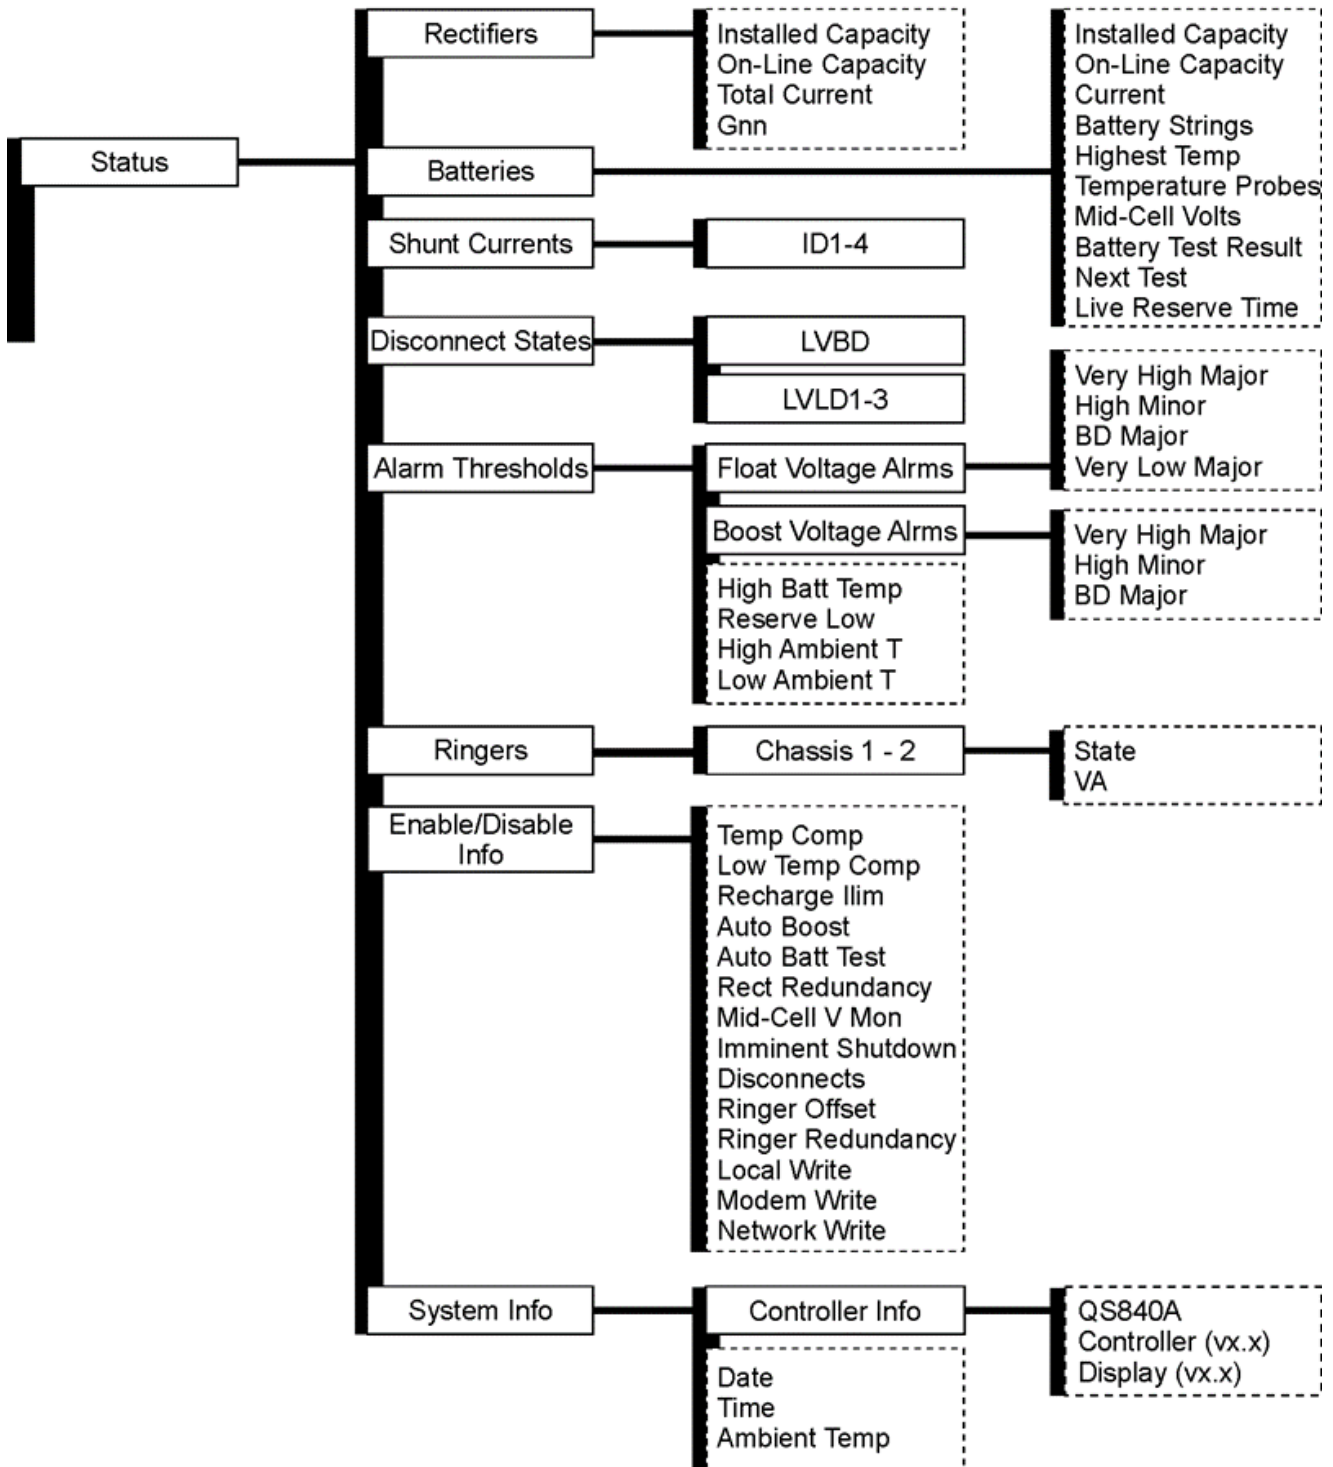 Status
Rectifiers
Installed Capacity
On-Line Capacity
Total Current
Gnn
Batteries
Installed Capacity
On-Line Capacity
Current
Battery Strings
Highest Temp
Temperature Probes
Mid-Cell Volts
Battery Test Result
Next Test
Live Reserve Time
Shunt Currents
ID1-4
Disconnect States
LVBD
LVLD1-3
Alarm Thresholds
Float Voltage Alrms
Very High Major
High Minor
BD Major
Very Low Major
Boost Voltage Alrms
Very High Major
High Minor
BD Major
High Batt Temp
Reserve Low
High Ambient T
Low Ambient T
Ringers
Chassis 1 - 2
State
VA
Enable/Disable
Info
Temp Comp
Low Temp Comp
Recharge Ilim
Auto Boost
Auto Batt Test
Rect Redundancy
Mid-Cell V Mon
Imminent Shutdown
Disconnects
Ringer Offset
Ringer Redundancy
Local Write
Modem Write
Network Write
System Info
Controller Info
QS840A
Controller (vx.x)
Display (vx.x)
Date
Time
Ambient Temp